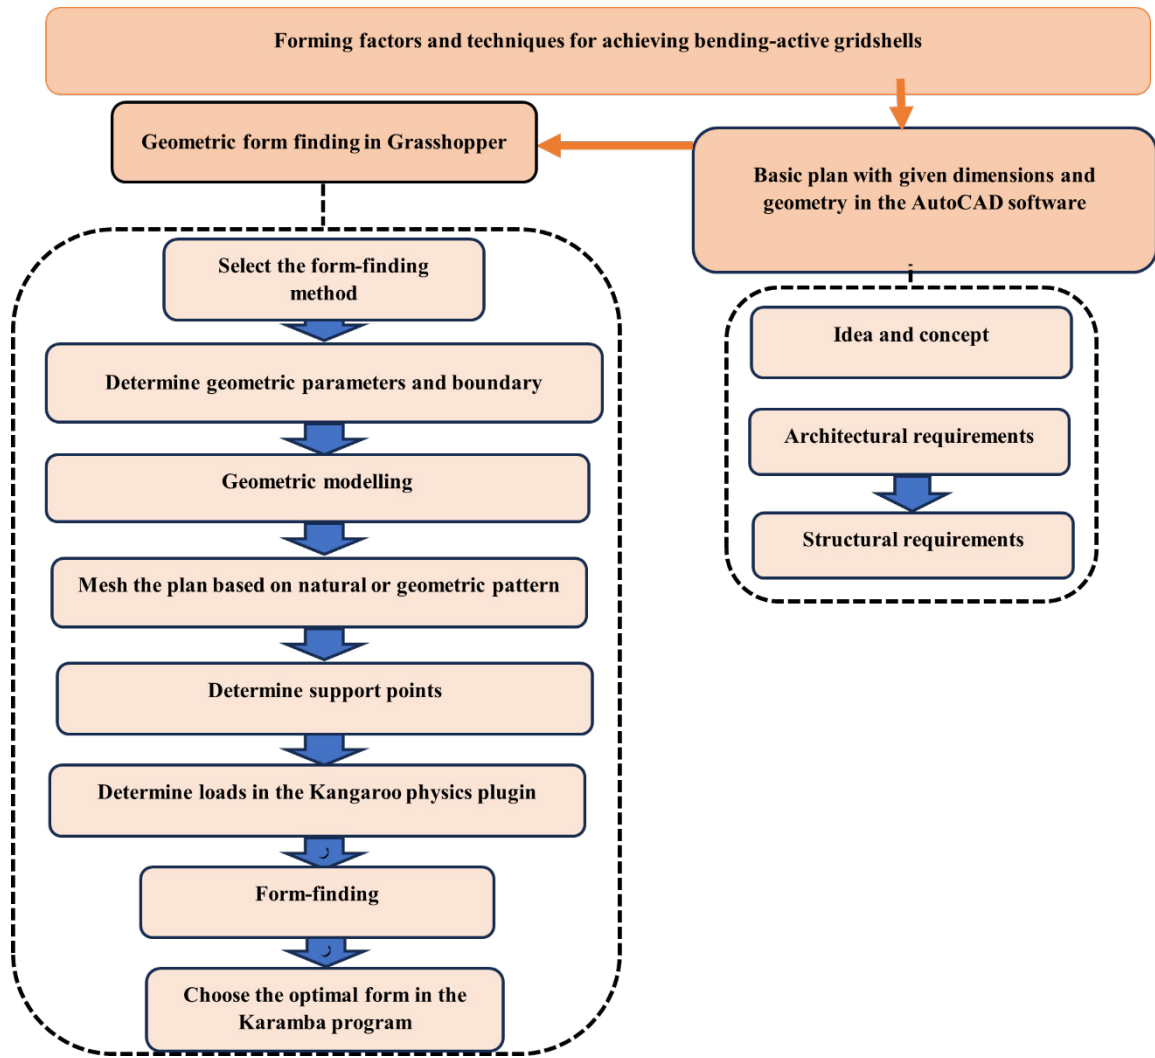 Forming factors and techniques for achieving bending-active gridshells
Geometric form finding in Grasshopper
Basic plan with given dimensions and
geometry in the AutoCAD software
Select the form-finding
method
Determine geometric parameters and boundary
Geometric modelling
Mesh the plan based on natural or geometric pattern
Determine support points
Determine loads in the Kangaroo physics plugin
Form-finding
Choose the optimal form in the
Karamba program
Idea and concept
Architectural requirements
Structural requirements